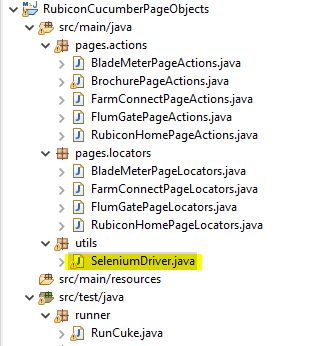 RubiconCucumberPageObjects
src/main/java
pages.actions
BladeMeterPageActions.java
BrochurePageActions.java
FarmConnectPageActions.java
FlumGatePageActions.java
RubiconHomePageActions.java
pages.locators
BladeMeterPageLocators.java
FarmConnectPageLocators.java
FlumGatePageLocators.java
RubiconHomePageLocators.java
utils
SeleniumDriver.java
src/main/resources
src/test/java
runner
RunCuke.java